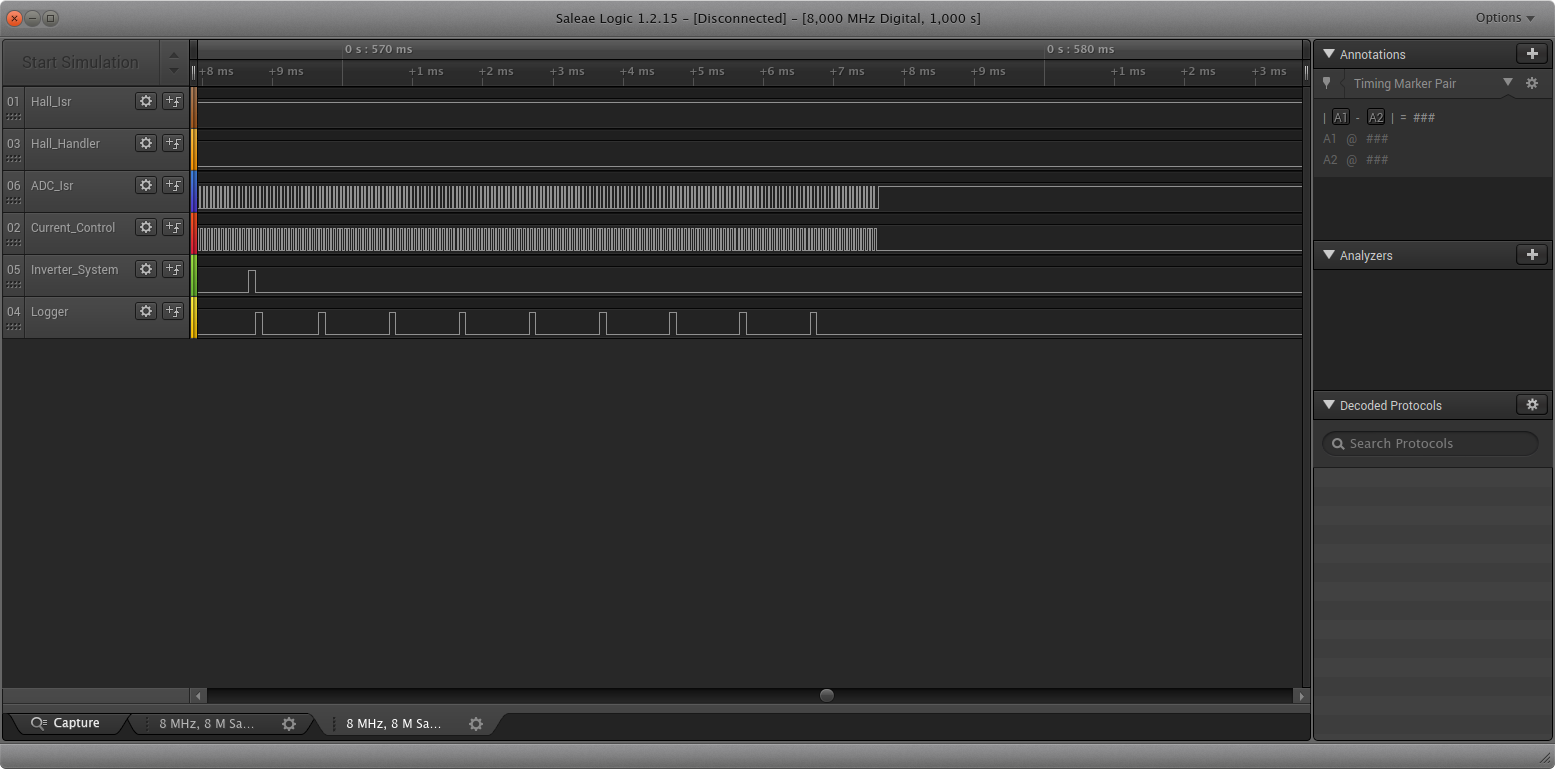 Saleae Logic 1.2.15 – [Disconnected] – [8,000 MHz Digital, 1,000 s]
Options
Start Simulation
0 s : 570 ms
0 s : 580 ms
+8 ms +9 ms +1 ms +2 ms +3 ms +4 ms +5 ms +6 ms +7 ms +8 ms +9 ms +1 ms +2 ms +3 ms
01 Hall_Isr
03 Hall_Handler
06 ADC_Isr
02 Current_Control
05 Inverter_System
04 Logger
Annotations
Timing Marker Pair
| A1 - A2 | = ###
A1 @ ###
A2 @ ###
Analyzers
Decoded Protocols
Search Protocols
Capture
8 MHz, 8 M Sa...
8 MHz, 8 M Sa...